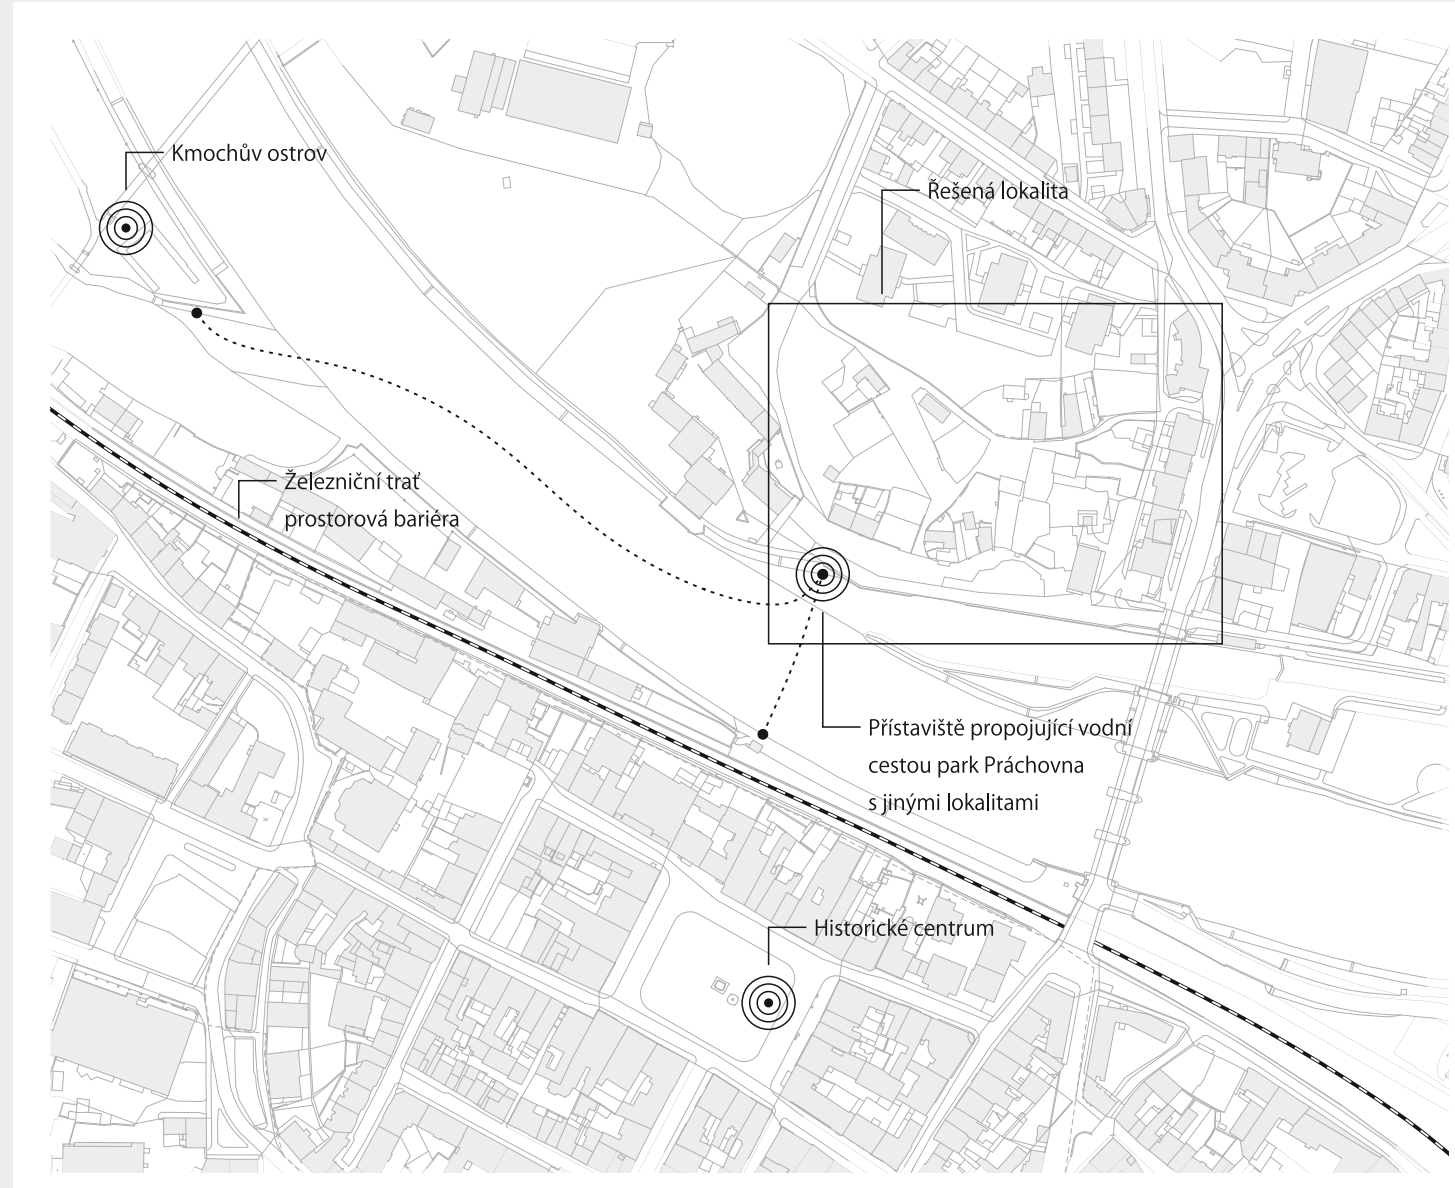 Kmochův ostrov
Řešená lokalita
Železniční trať
prostorová bariéra
Přístaviště propojující vodní
cestou park Práchovna
s jinými lokalitami
Historické centrum